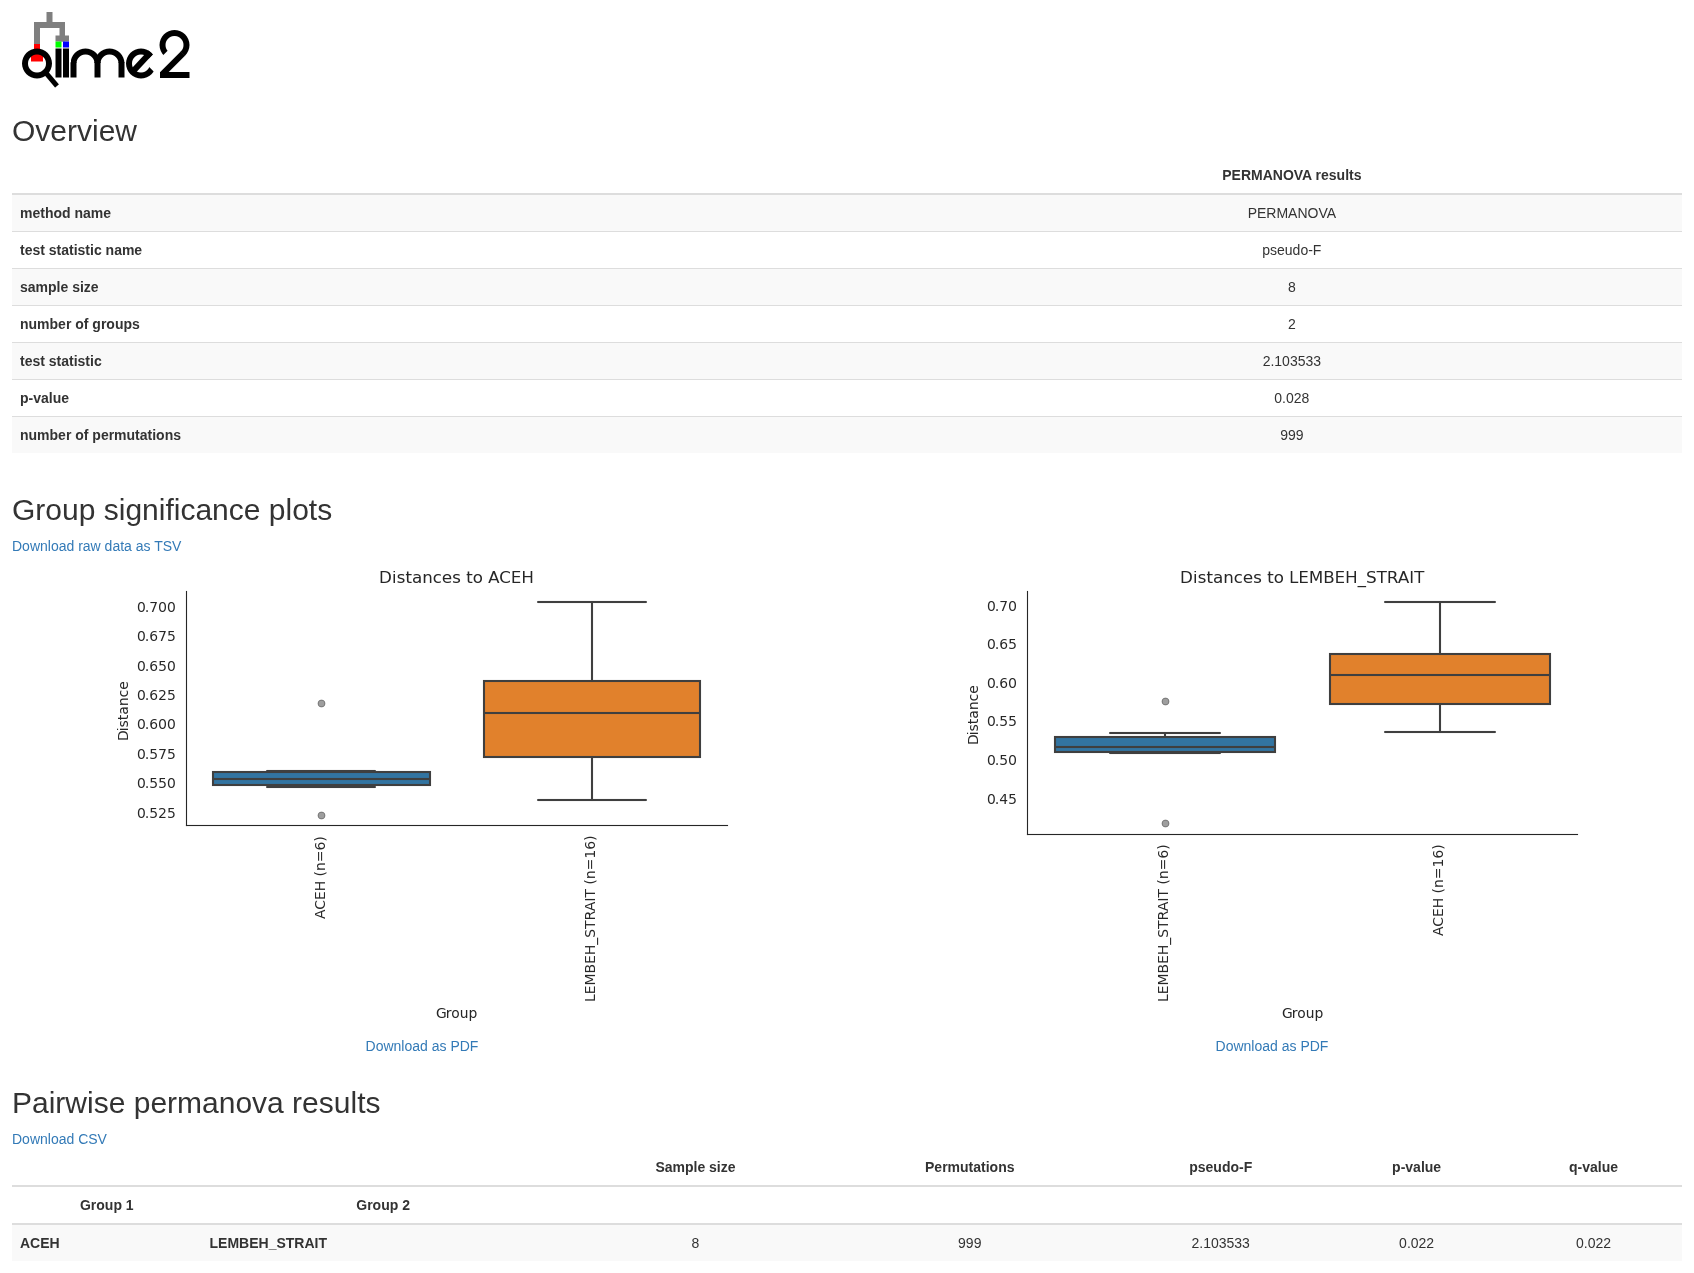 qiime2
Overview
PERMANOVA results
method name PERMANOVA
test statistic name pseudo-F
sample size 8
number of groups 2
test statistic 2.103533
p-value 0.028
number of permutations 999
Group significance plots
Download raw data as TSV
Distances to ACEH
0.700
0.675
0.650
0.625
0.600
0.575
0.550
0.525
Distance
ACEH (n=6)
LEMBEH_STRAIT (n=16)
Group
Download as PDF
Distances to LEMBEH_STRAIT
0.70
0.65
0.60
0.55
0.50
0.45
Distance
LEMBEH_STRAIT (n=6)
ACEH (n=16)
Group
Download as PDF
Pairwise permanova results
Download CSV
Sample size Permutations pseudo-F p-value q-value
Group 1 Group 2
ACEH LEMBEH_STRAIT 8 999 2.103533 0.022 0.022